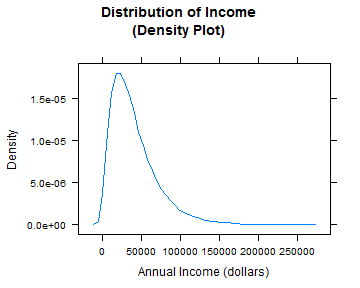 Distribution of Income
(Density Plot)
1.5e-05
1.0e-05
5.0e-06
0.0e+00
Density
0 50000 100000 150000 200000 250000
Annual Income (dollars)